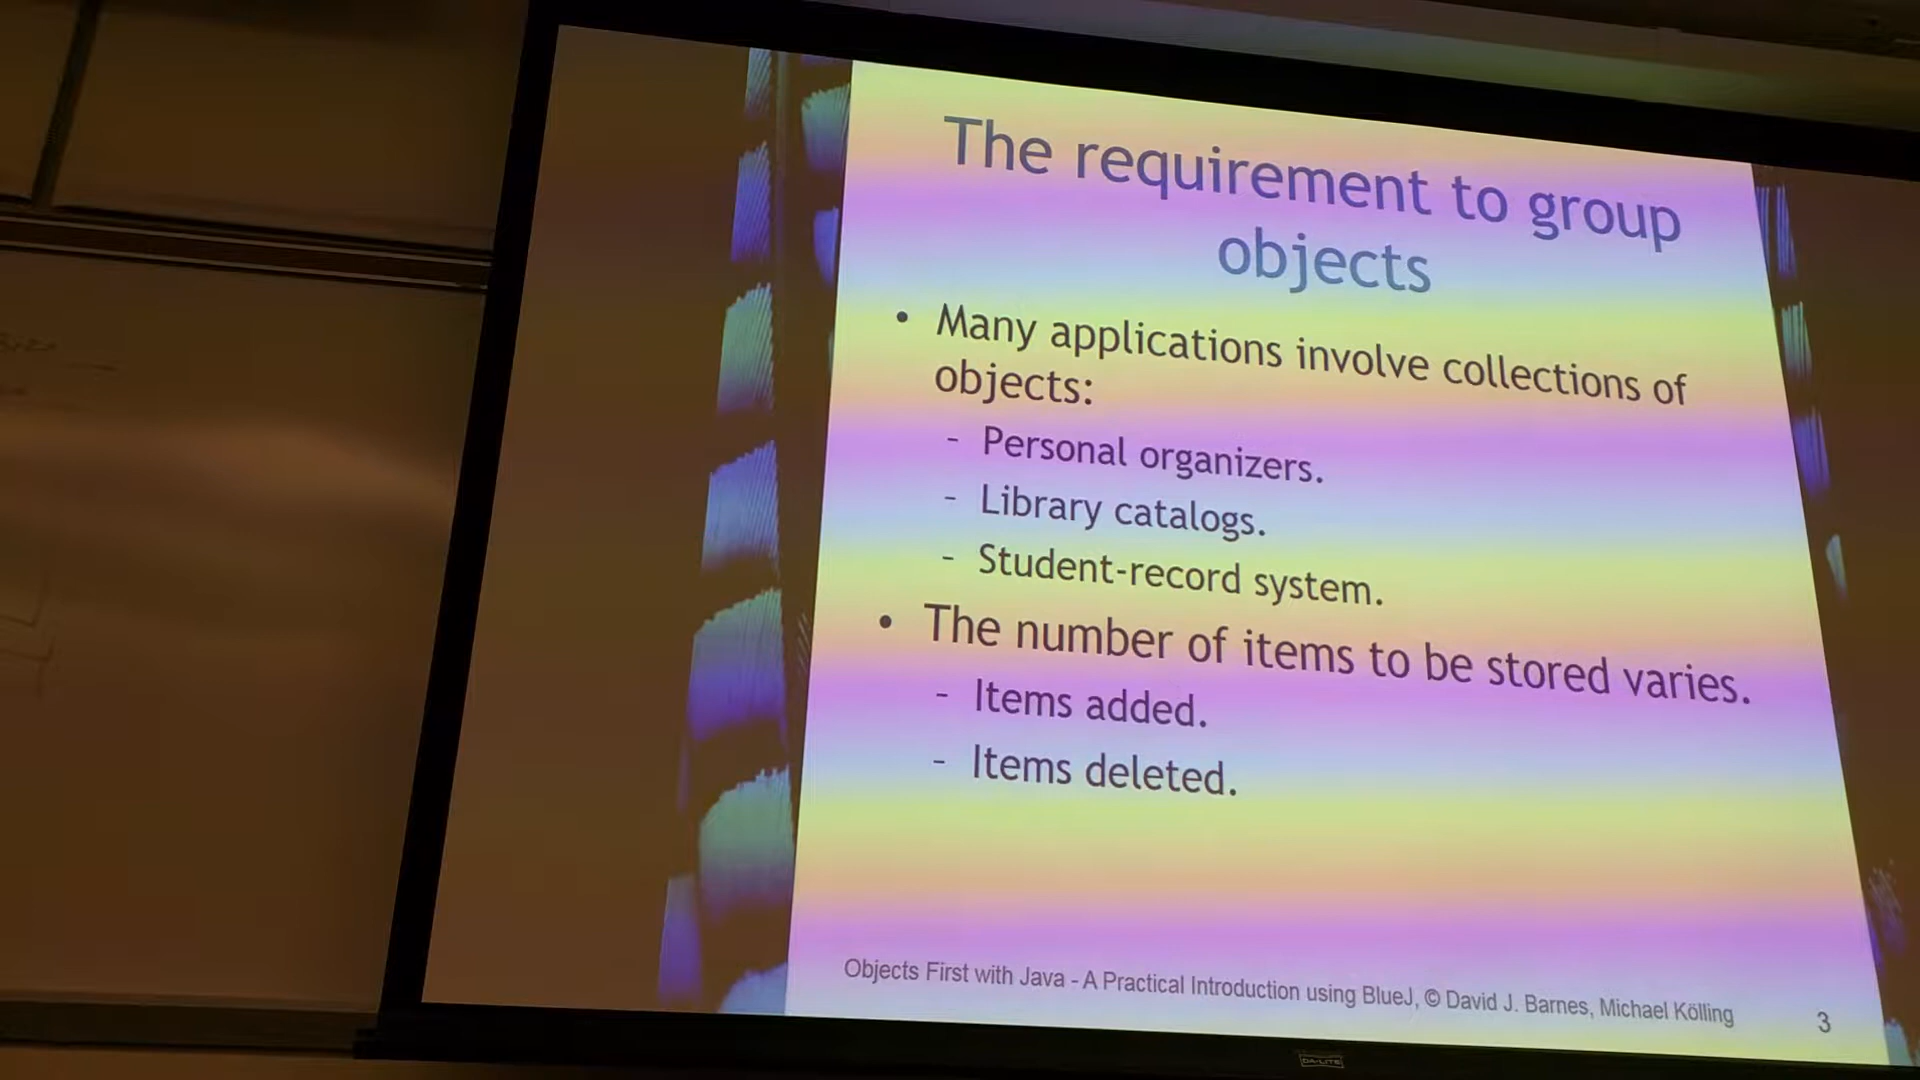 The requirement to group
objects
• Many applications involve collections of
objects:
- Personal organizers.
- Library catalogs.
- Student-record system.
• The number of items to be stored varies.
- Items added.
- Items deleted.
Objects First with Java - A Practical Introduction using BlueJ, © David J. Barnes, Michael Kölling
3
DA-LITE